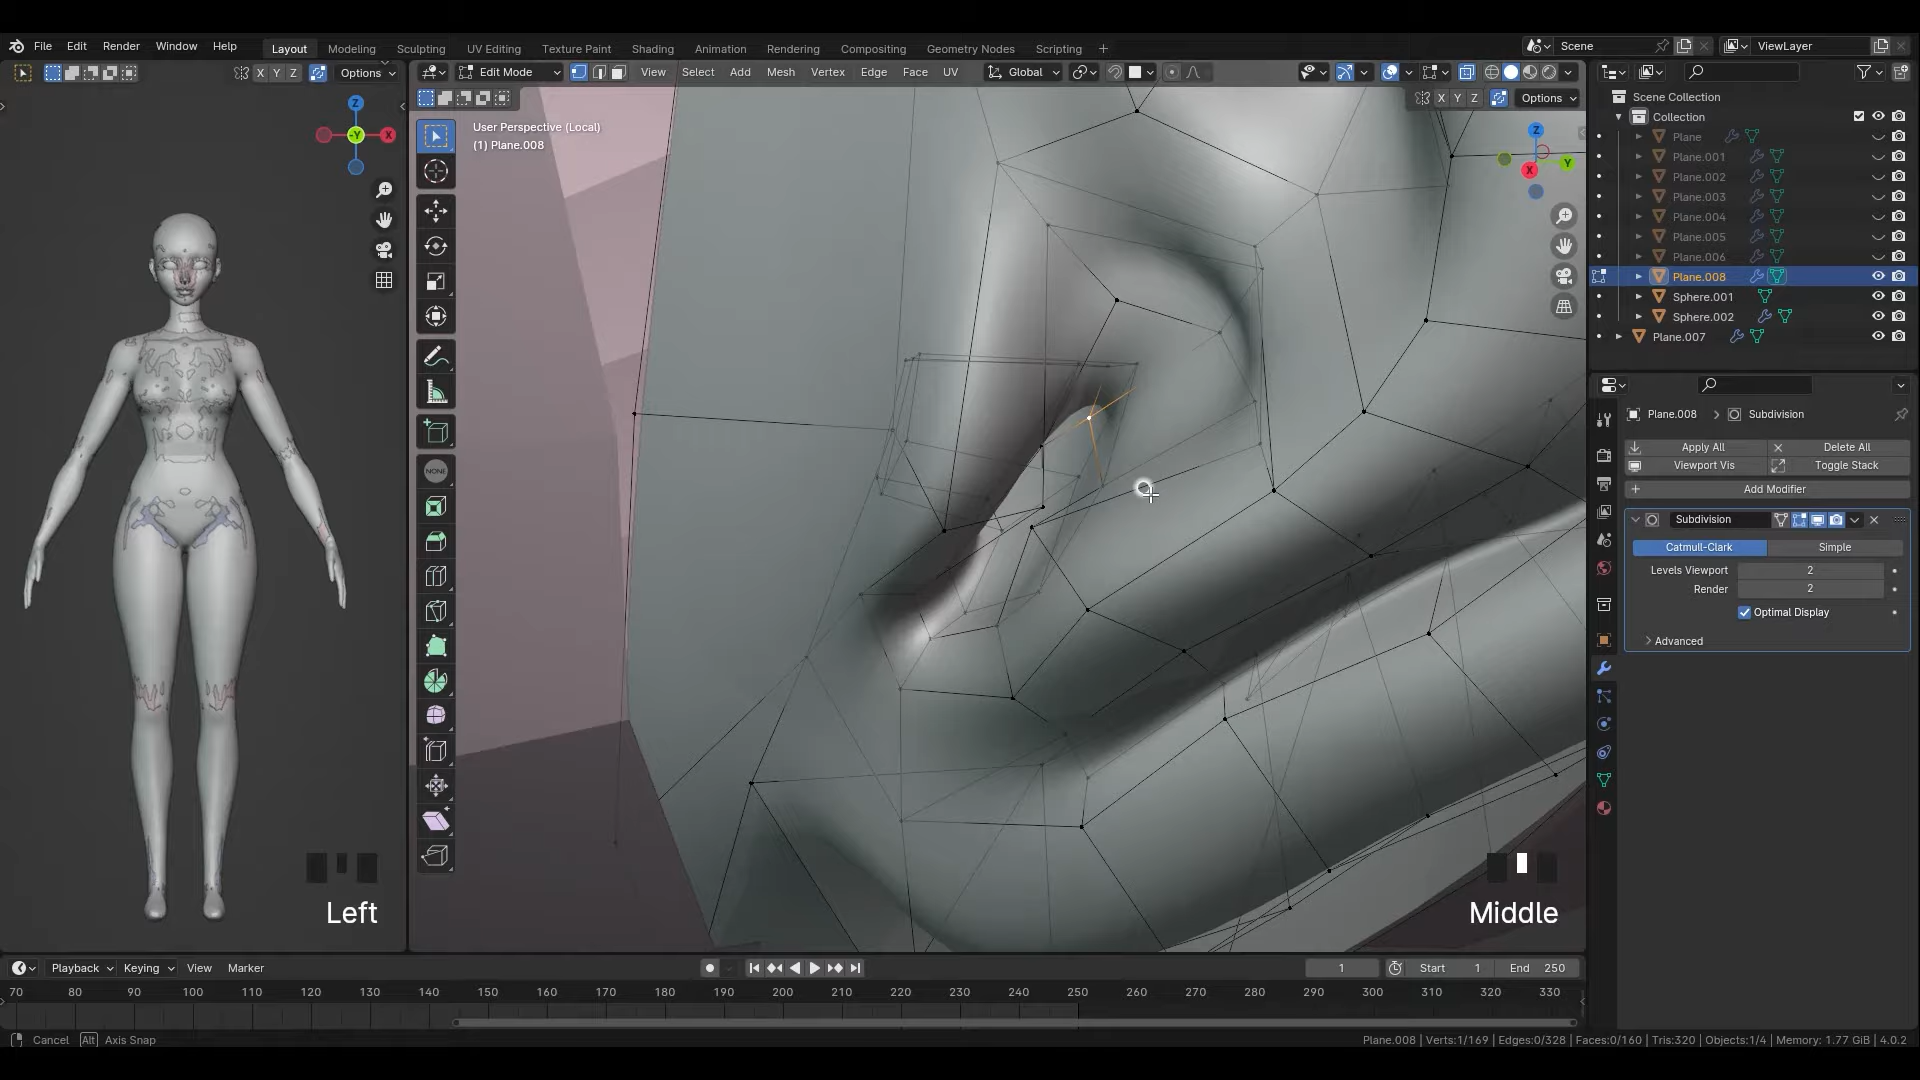 File Edit Render Window Help
Layout Modeling Sculpting UV Editing Texture Paint Shading Animation Rendering Compositing Geometry Nodes Scripting +
Scene
ViewLayer
X Y Z Options
Edit Mode View Select Add Mesh Vertex Edge Face UV Global
X Y Z Options
User Perspective (Local)
(1) Plane.008
Z
-Y
X
Z
Y
X
NONE
Scene Collection
Collection
Plane
Plane.001
Plane.002
Plane.003
Plane.004
Plane.005
Plane.006
Plane.008
Sphere.001
Sphere.002
Plane.007
Plane.008 > Subdivision
Apply All Delete All
Viewport Vis Toggle Stack
Add Modifier
Subdivision
Catmull-Clark Simple
Levels Viewport 2
Render 2
Optimal Display
Advanced
Left
Middle
Playback Keying View Marker
1 Start 1 End 250
70 80 90 100 110 120 130 140 150 160 170 180 190 200 210 220 230 240 250 260 270 280 290 300 310 320 330
Cancel Alt Axis Snap
Plane.008 | Verts:1/169 | Edges:0/328 | Faces:0/160 | Tris:320 | Objects:1/4 | Memory: 1.77 GiB | 4.0.2